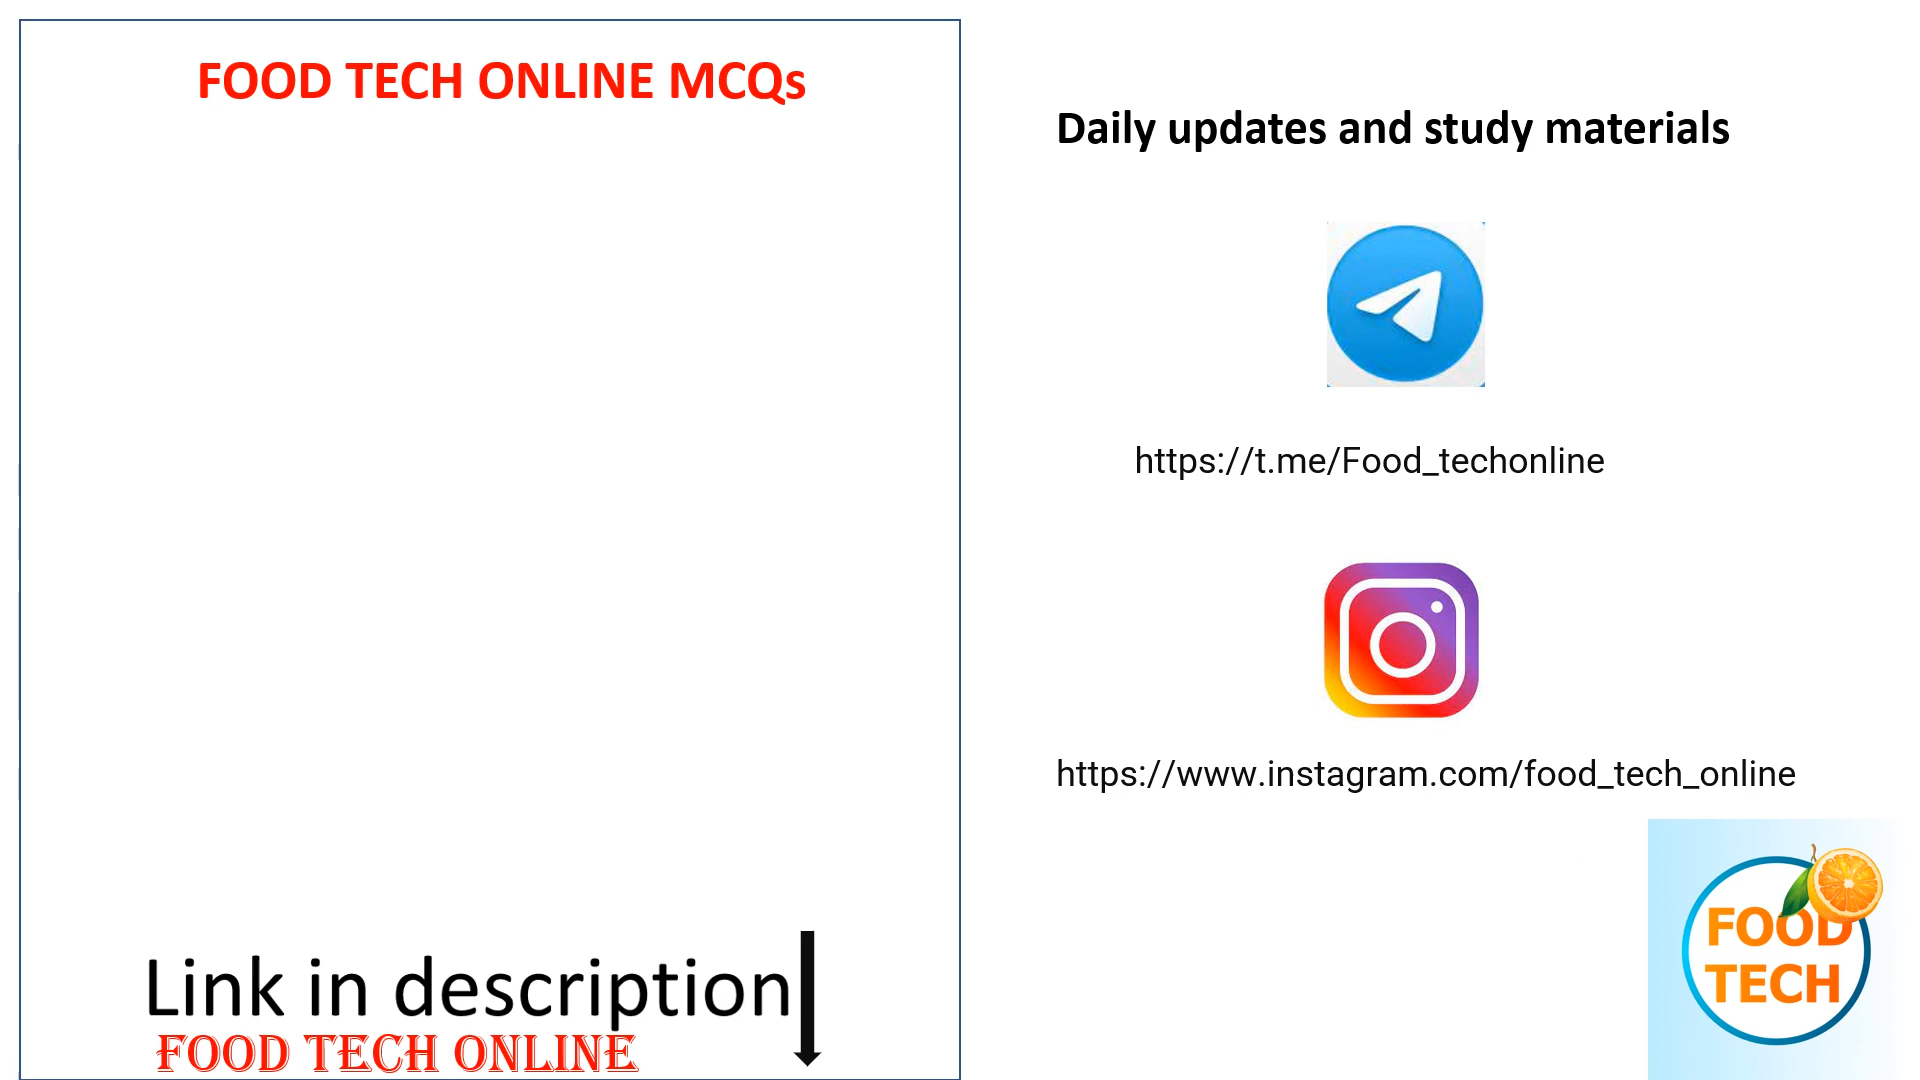 FOOD TECH ONLINE MCQs
Link in description
FOOD TECH ONLINE
Daily updates and study materials
https://t.me/Food_techonline
https://www.instagram.com/food_tech_online
FOOD
TECH